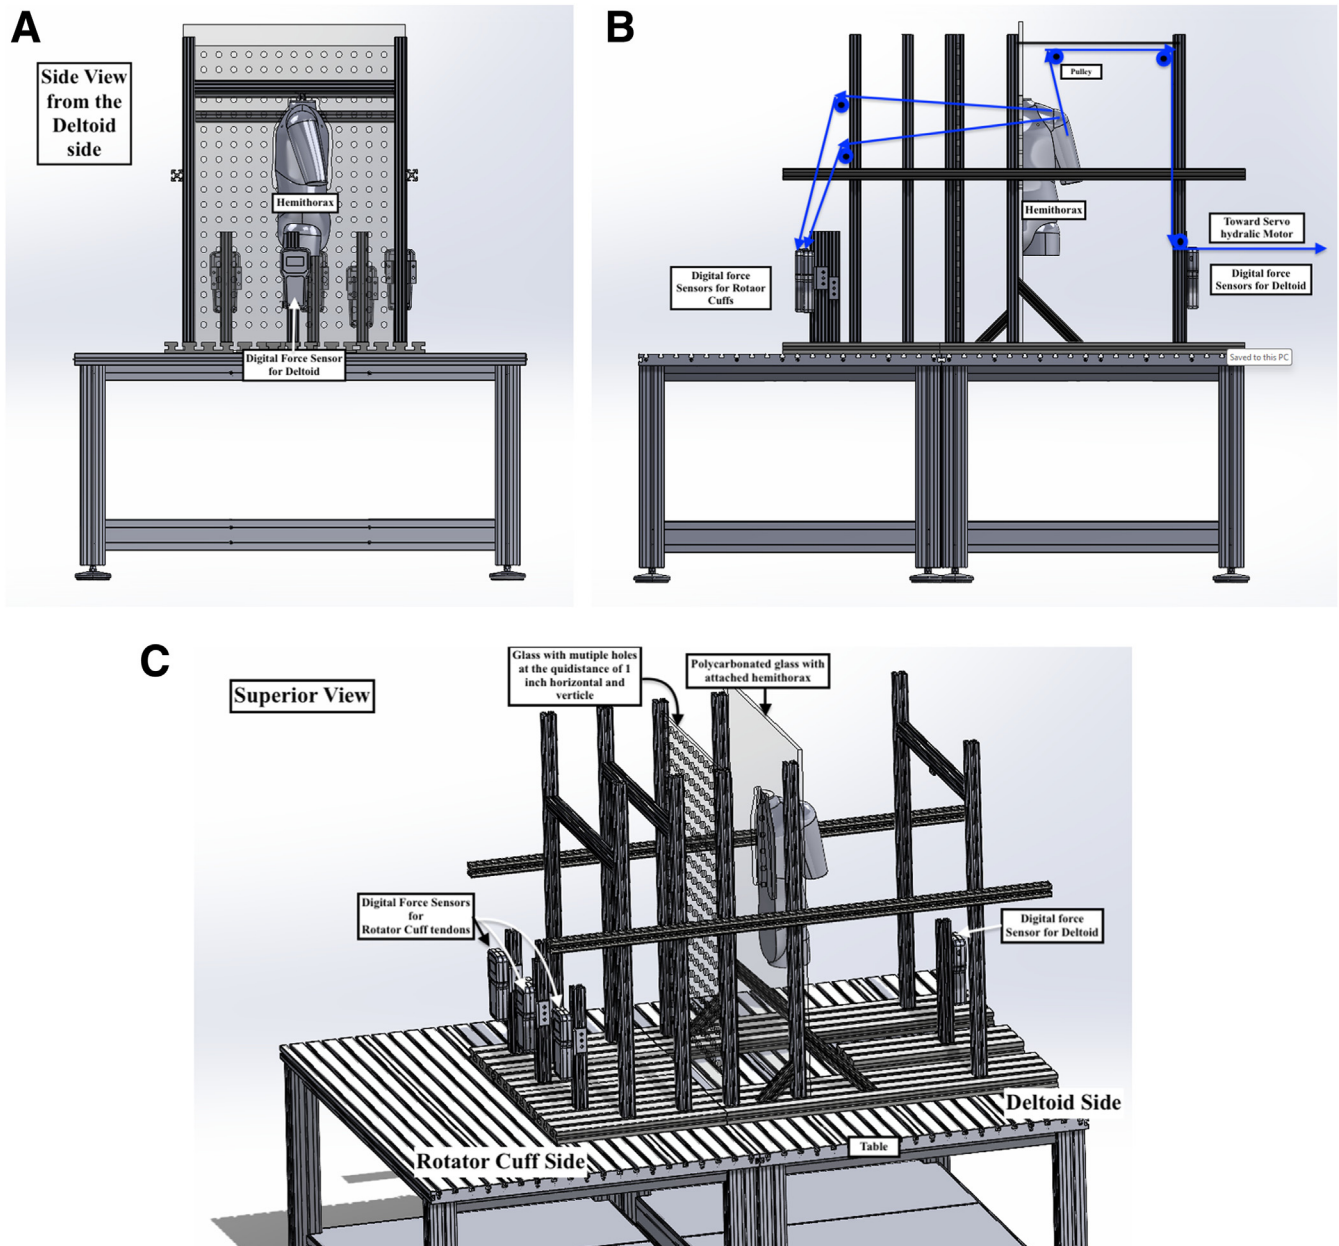 A
Side View
from the
Deltoid
side
Hemithorax
Digital Force Sensor
for Deltoid
B
Pulley
Hemithorax
Digital force
Sensors for Rotaor
Cuffs
Toward Servo
hydralic Motor
Digital force
Sensors for Deltoid
Saved to this PC
C
Superior View
Glass with mutiple holes
at the quidistance of 1
inch horizontal and
verticle
Polycarbonated glass with
attached hemithorax
Digital Force Sensors
for
Rotator Cuff tendons
Digital force
Sensor for Deltoid
Deltoid Side
Table
Rotator Cuff Side